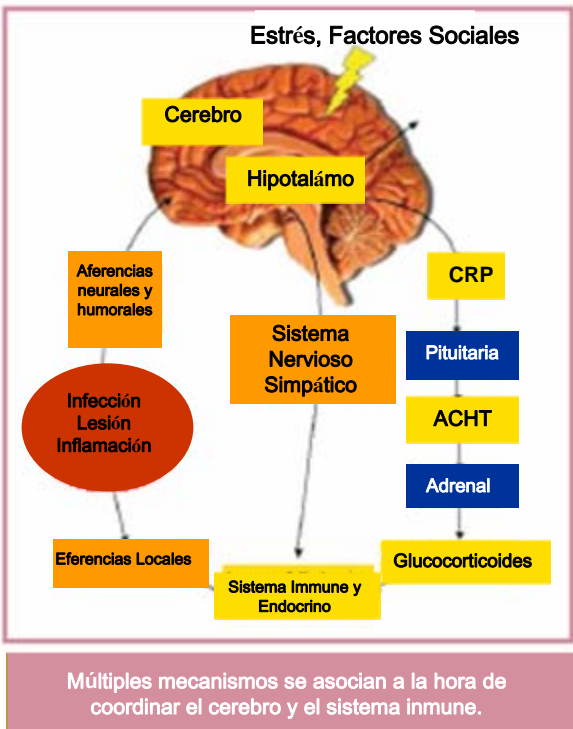 Estrés, Factores Sociales
Cerebro
Hipotalámo
Aferencias
neurales y
humorales
CRP
Sistema
Nervioso
Simpático
Pituitaria
Infección
Lesión
Inflamación
ACHT
Adrenal
Eferencias Locales
Glucocorticoides
Sistema Immune y
Endocrino
Múltiples mecanismos se asocian a la hora de
coordinar el cerebro y el sistema inmune.